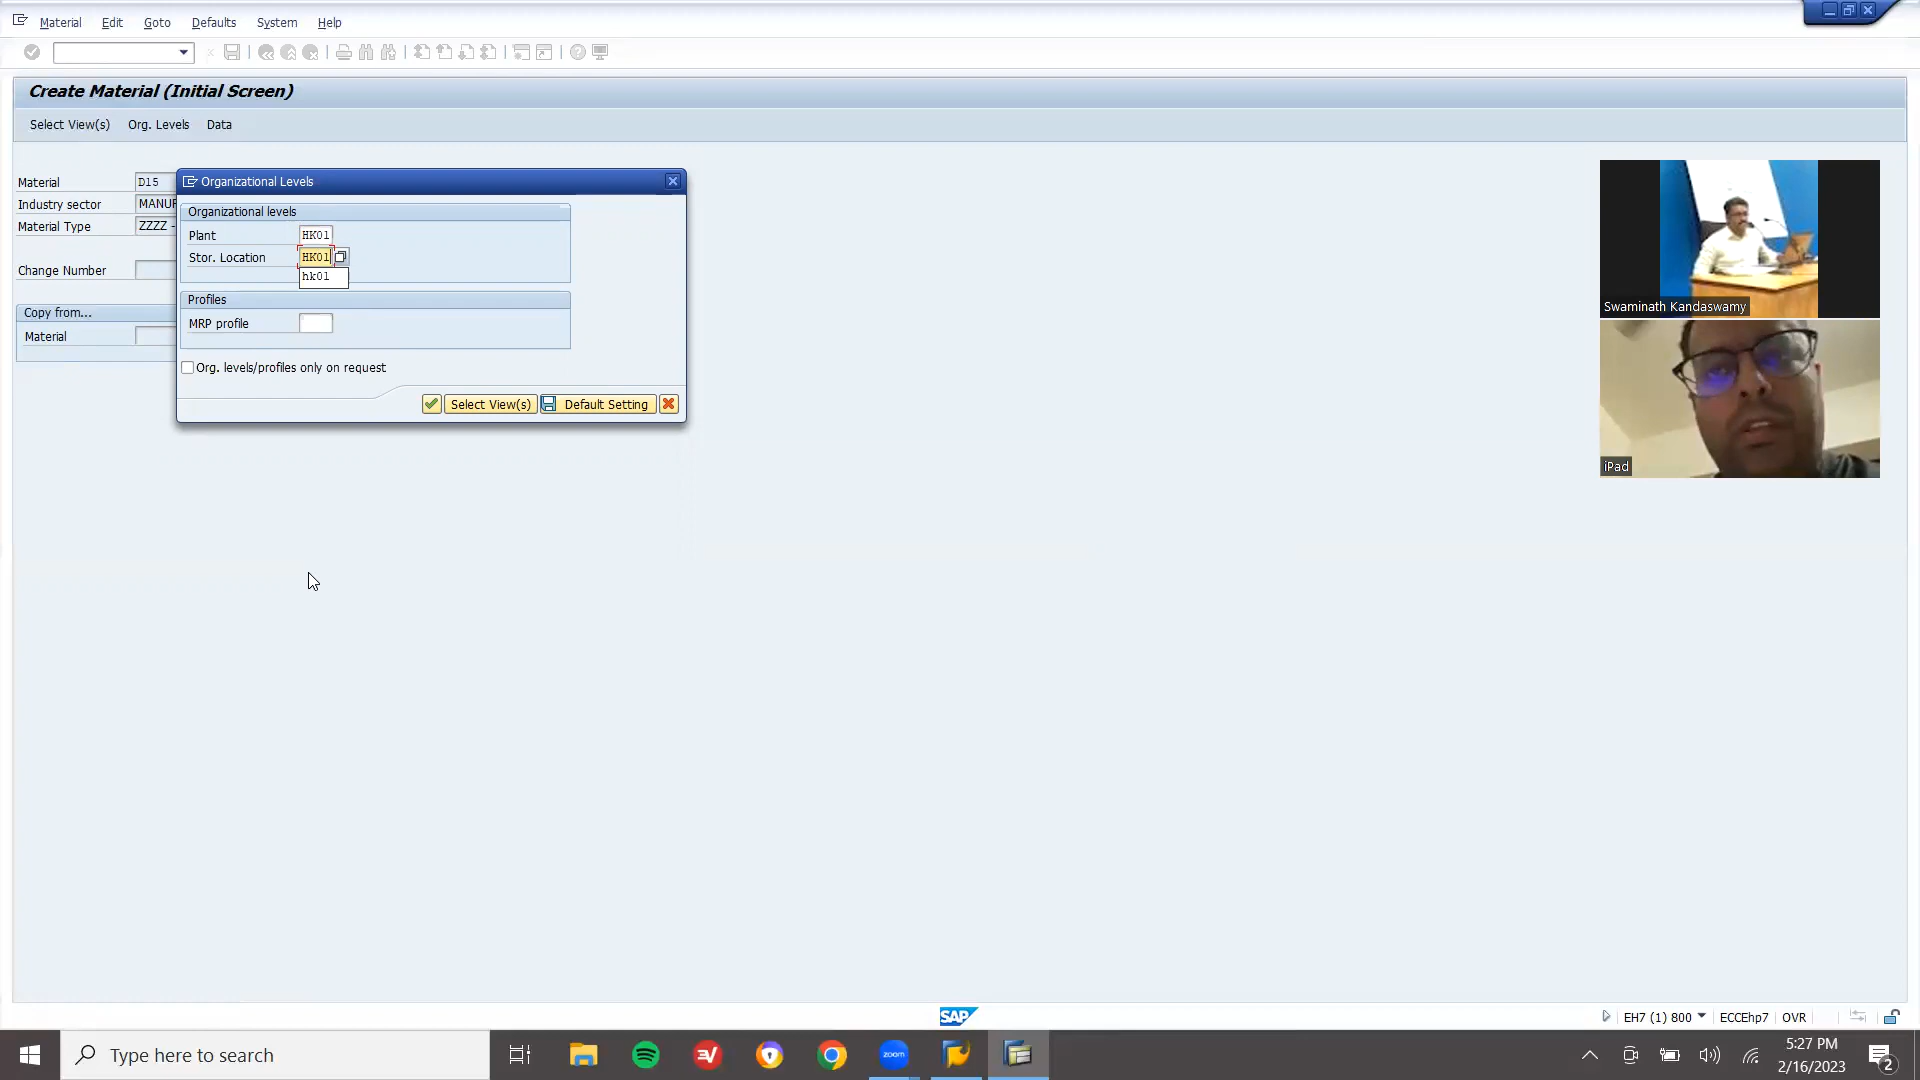 Material Edit Goto Defaults System Help
Create Material (Initial Screen)
Select View(s) Org. Levels Data
Material D15
Industry sector MANUF
Material Type ZZZZ -
Change Number
Copy from...
Material
Organizational Levels
Organizational levels
Plant HK01
Stor. Location HK01
hk01
Profiles
MRP profile
Org. levels/profiles only on request
Select View(s) Default Setting
Swaminath Kandaswamy
iPad
SAP
EH7 (1) 800 ECCEhp7 OVR
Type here to search
zoom
5:27 PM
2/16/2023
2